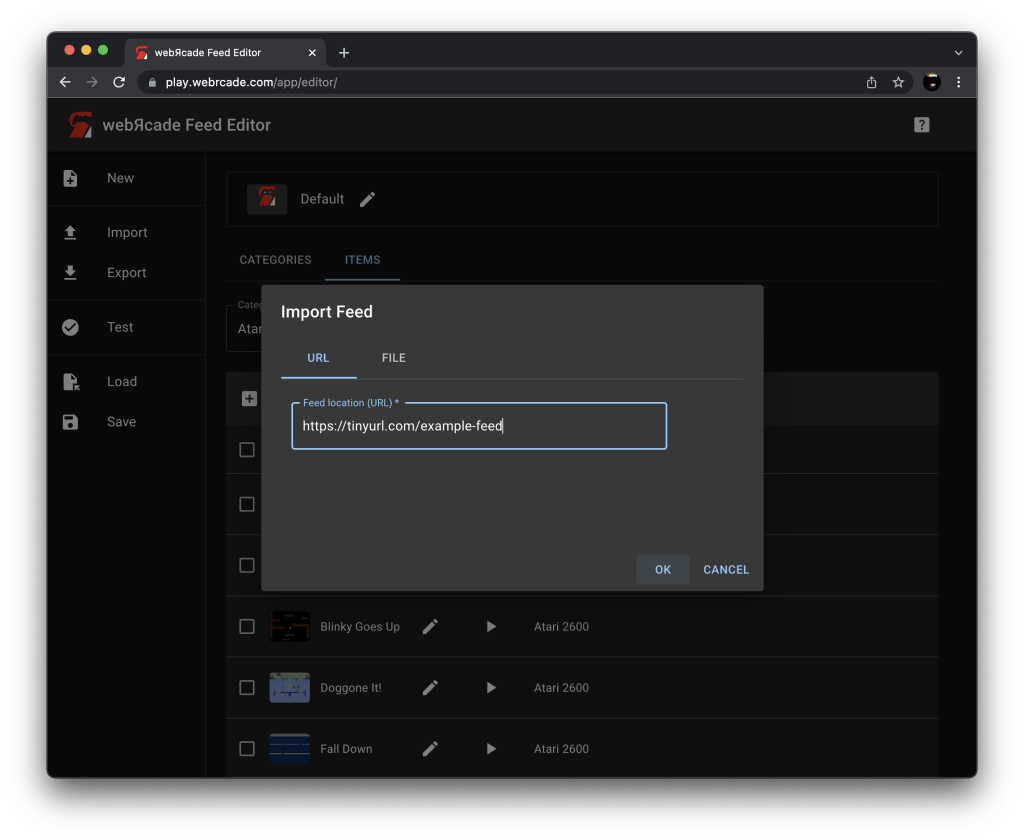 webЯcade Feed Editor
play.webrcade.com/app/editor/
webЯcade Feed Editor
?
New
Import
Export
Test
Load
Save
Default
CATEGORIES
ITEMS
Categ
Atar
Import Feed
URL
FILE
Feed location (URL) *
https://tinyurl.com/example-feed
OK
CANCEL
Blinky Goes Up
Atari 2600
Doggone It!
Atari 2600
Fall Down
Atari 2600